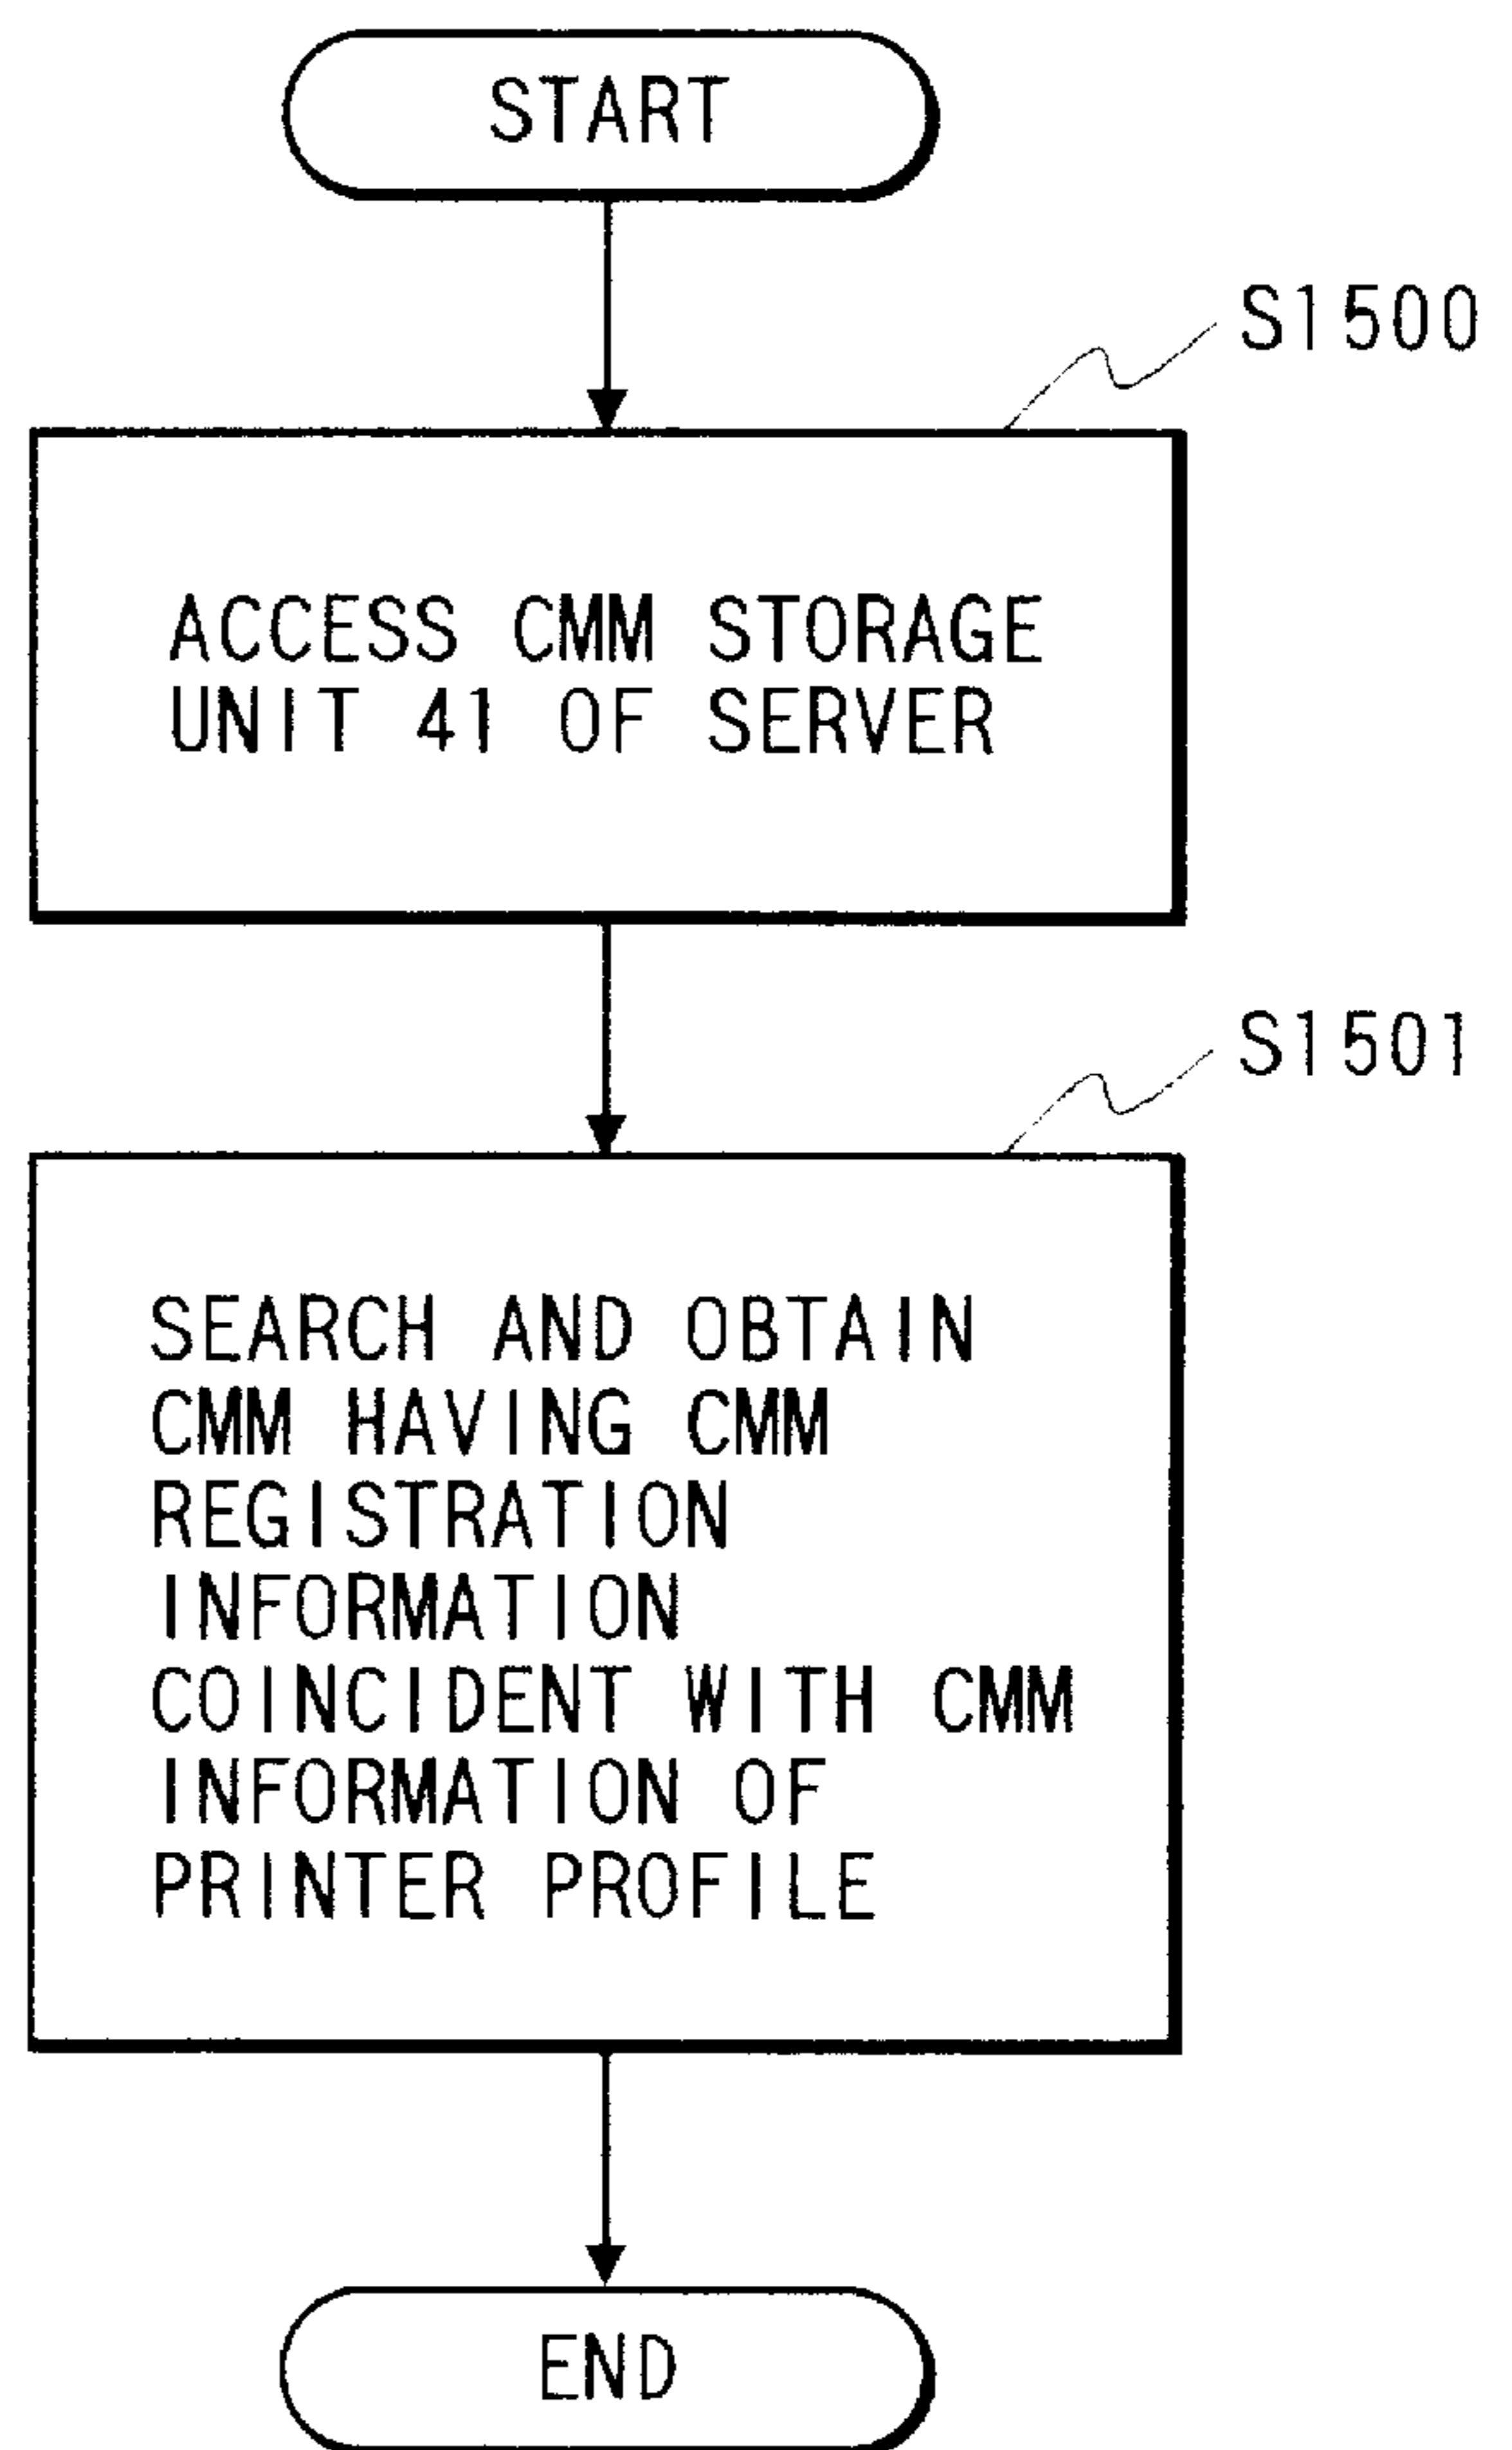 START
S1500
ACCESS CMM STORAGE
UNIT 41 OF SERVER
S1501
SEARCH AND OBTAIN
CMM HAVING CMM
REGISTRATION
INFORMATION
COINCIDENT WITH CMM
INFORMATION OF
PRINTER PROFILE
END